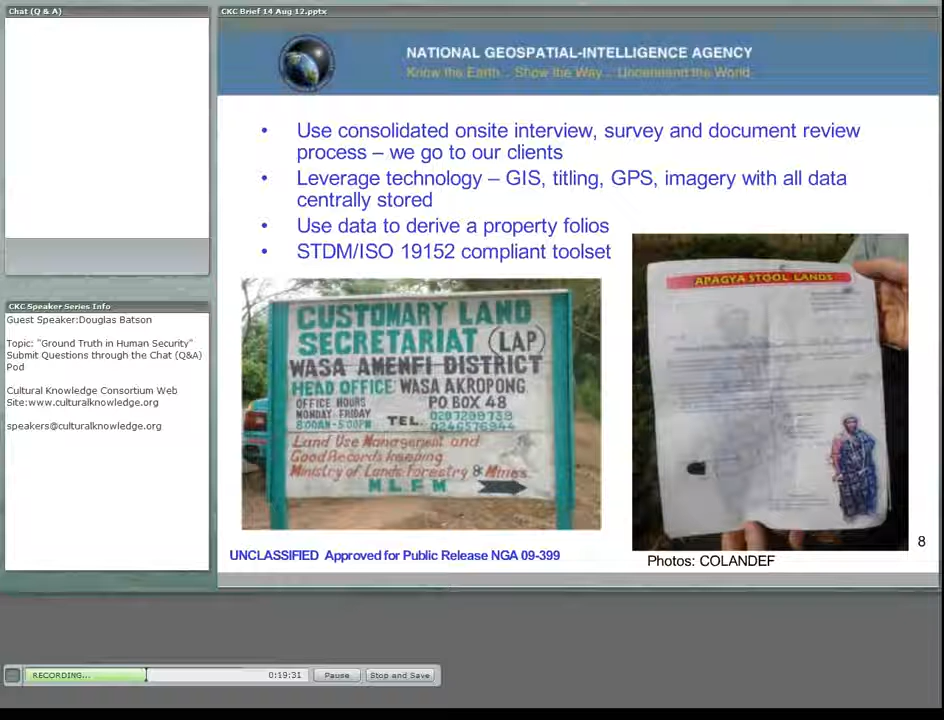 Chat (Q & A)
CKC Brief 14 Aug 12.pptx
NATIONAL GEOSPATIAL-INTELLIGENCE AGENCY
Know the Earth... Show the Way... Understand the World
• Use consolidated onsite interview, survey and document review
process – we go to our clients
• Leverage technology – GIS, titling, GPS, imagery with all data
centrally stored
• Use data to derive a property folios
• STDM/ISO 19152 compliant toolset
CUSTOMARY LAND
SECRETARIAT (LAP)
WASA AMENFI DISTRICT
HEAD OFFICE: WASA AKROPONG
OFFICE HOURS
MONDAY-FRIDAY
8:00AM-5:00PM
PO BOX 48
TEL.
Land Use Management and
Good Records keeping
Ministry of Lands Forestry & Mines.
M L F M
APAGYA STOOL LANDS
UNCLASSIFIED Approved for Public Release NGA 09-399
Photos: COLANDEF
8
CKC Speaker Series Info
Guest Speaker:Douglas Batson
Topic: "Ground Truth in Human Security"
Submit Questions through the Chat (Q&A)
Pod
Cultural Knowledge Consortium Web
Site:www.culturalknowledge.org
speakers@culturalknowledge.org
RECORDING...
0:19:31
Pause
Stop and Save